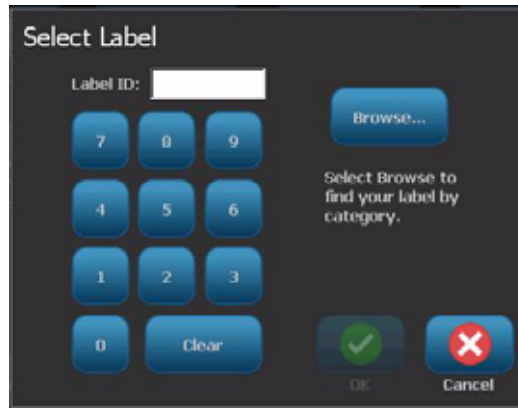 Select Label
Label ID:
7 8 9
Browse...
Select Browse to
find your label by
category.
4 5 6
1 2 3
0 Clear
OK Cancel